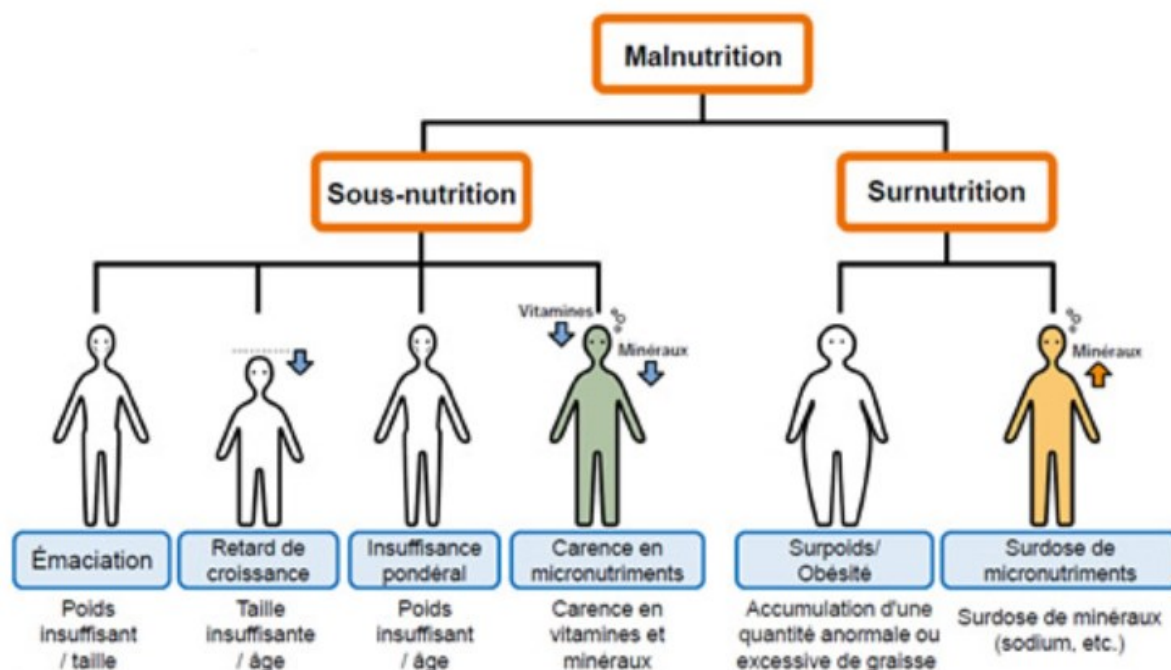 Malnutrition
Sous-nutrition
Surnutrition
Vitamines
Minéraux
Minéraux
Émaciation
Retard de
croissance
Insuffisance
pondéral
Carence en
micronutriments
Surpoids/
Obésité
Surdose de
micronutriments
Poids
insuffisant
/ taille
Taille
insuffisante
/ âge
Poids
insuffisant
/ âge
Carence en
vitamines et
minéraux
Accumulation d'une
quantité anormale ou
excessive de graisse
Surdose de minéraux
(sodium, etc.)